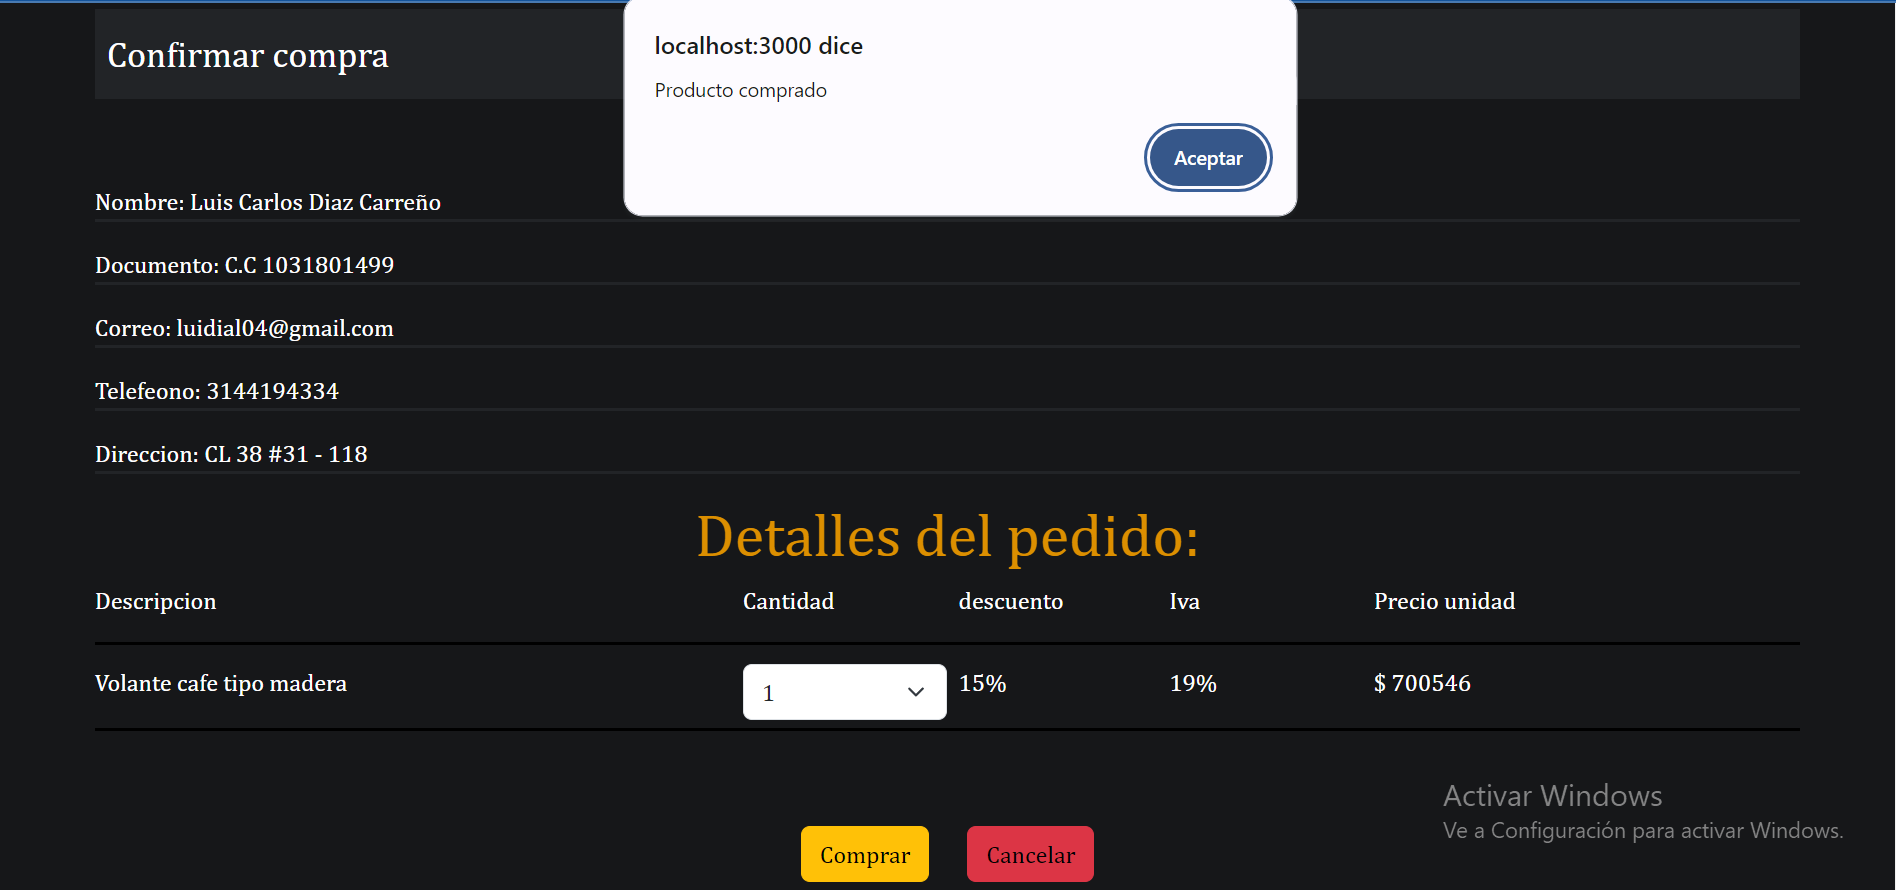 Confirmar compra
localhost:3000 dice
Producto comprado
Aceptar
Nombre: Luis Carlos Diaz Carreño
Documento: C.C 1031801499
Correo: luidial04@gmail.com
Telefeono: 3144194334
Direccion: CL 38 #31 - 118
Detalles del pedido:
Descripcion Cantidad descuento Iva Precio unidad
Volante cafe tipo madera 1 15% 19% $ 700546
Activar Windows
Ve a Configuración para activar Windows.
Comprar Cancelar